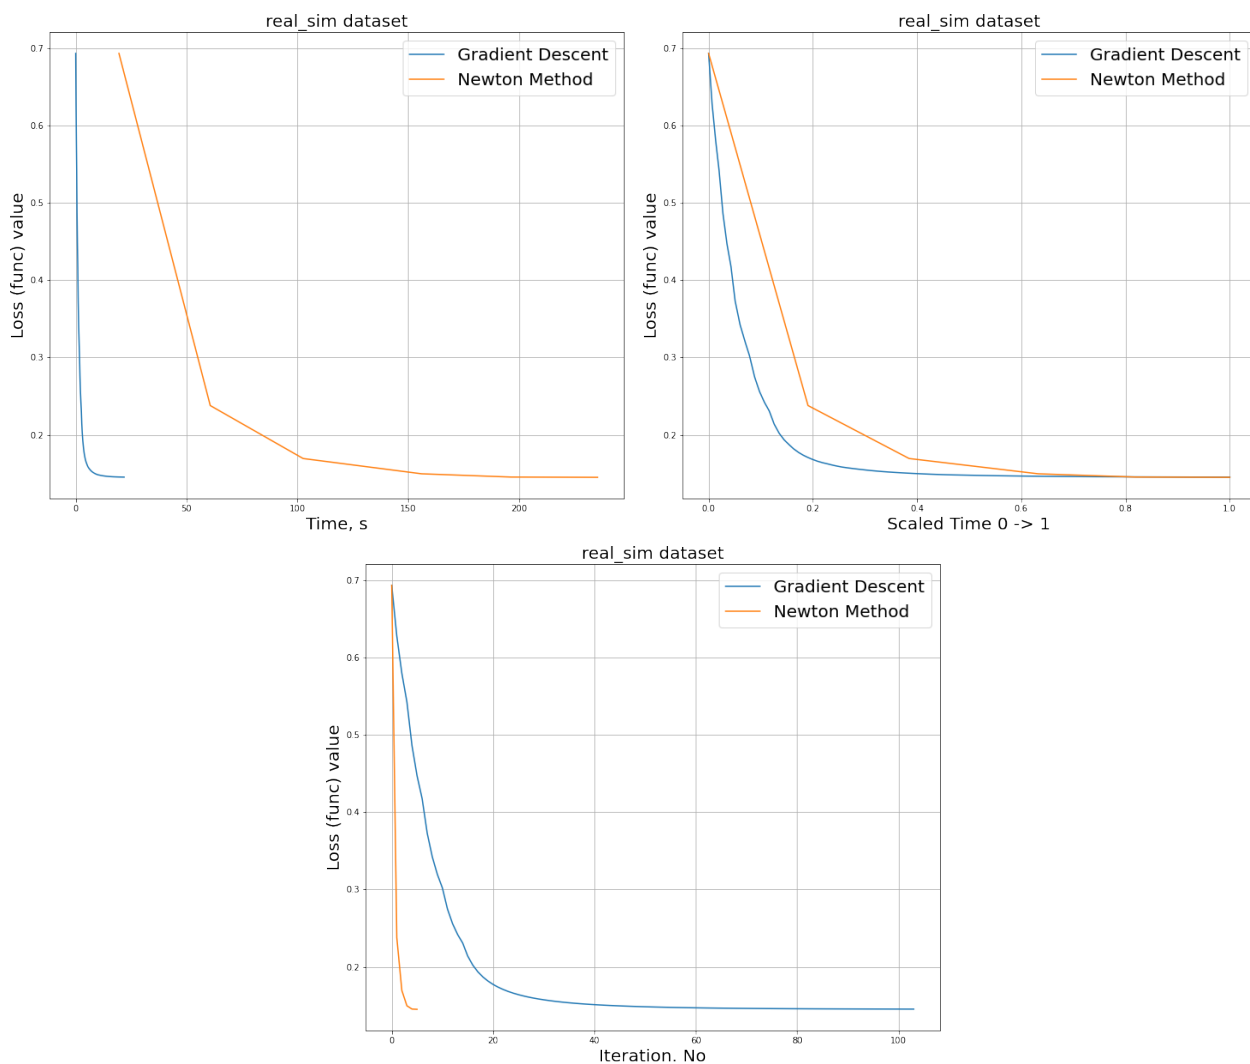 real_sim dataset
Gradient Descent
Newton Method
Loss (func) value
0.7
0.6
0.5
0.4
0.3
0.2
0
50
100
150
200
Time, s
real_sim dataset
Gradient Descent
Newton Method
Loss (func) value
0.7
0.6
0.5
0.4
0.3
0.2
0.0
0.2
0.4
0.6
0.8
1.0
Scaled Time 0 -> 1
real_sim dataset
Gradient Descent
Newton Method
Loss (func) value
0.7
0.6
0.5
0.4
0.3
0.2
0
20
40
60
80
100
Iteration. No